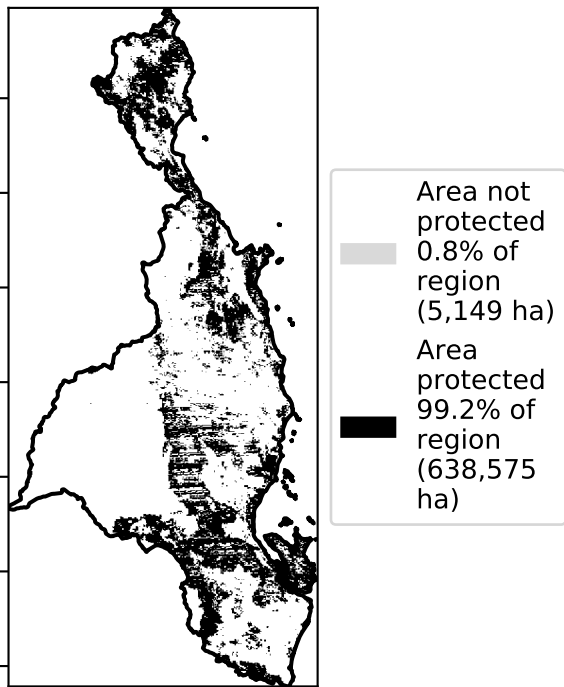 Area not
protected
0.8% of
region
(5,149 ha)
Area
protected
99.2% of
region
(638,575
ha)